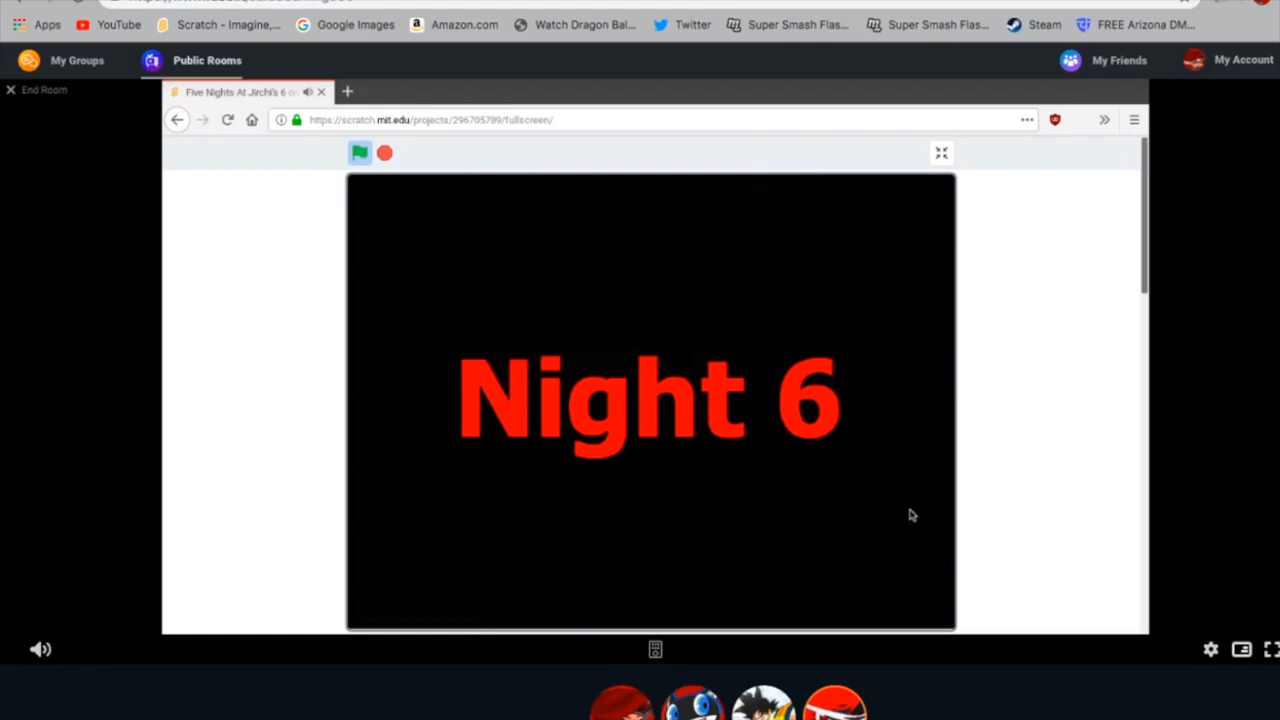 Apps YouTube Scratch - Imagine,... Google Images Amazon.com Watch Dragon Bal... Twitter Super Smash Flas... Super Smash Flas... Steam FREE Arizona DM...
My Groups Public Rooms My Friends My Account
End Room
Five Nights At Jirchi's 6 on
https://scratch.mit.edu/projects/296705789/fullscreen/
Night 6